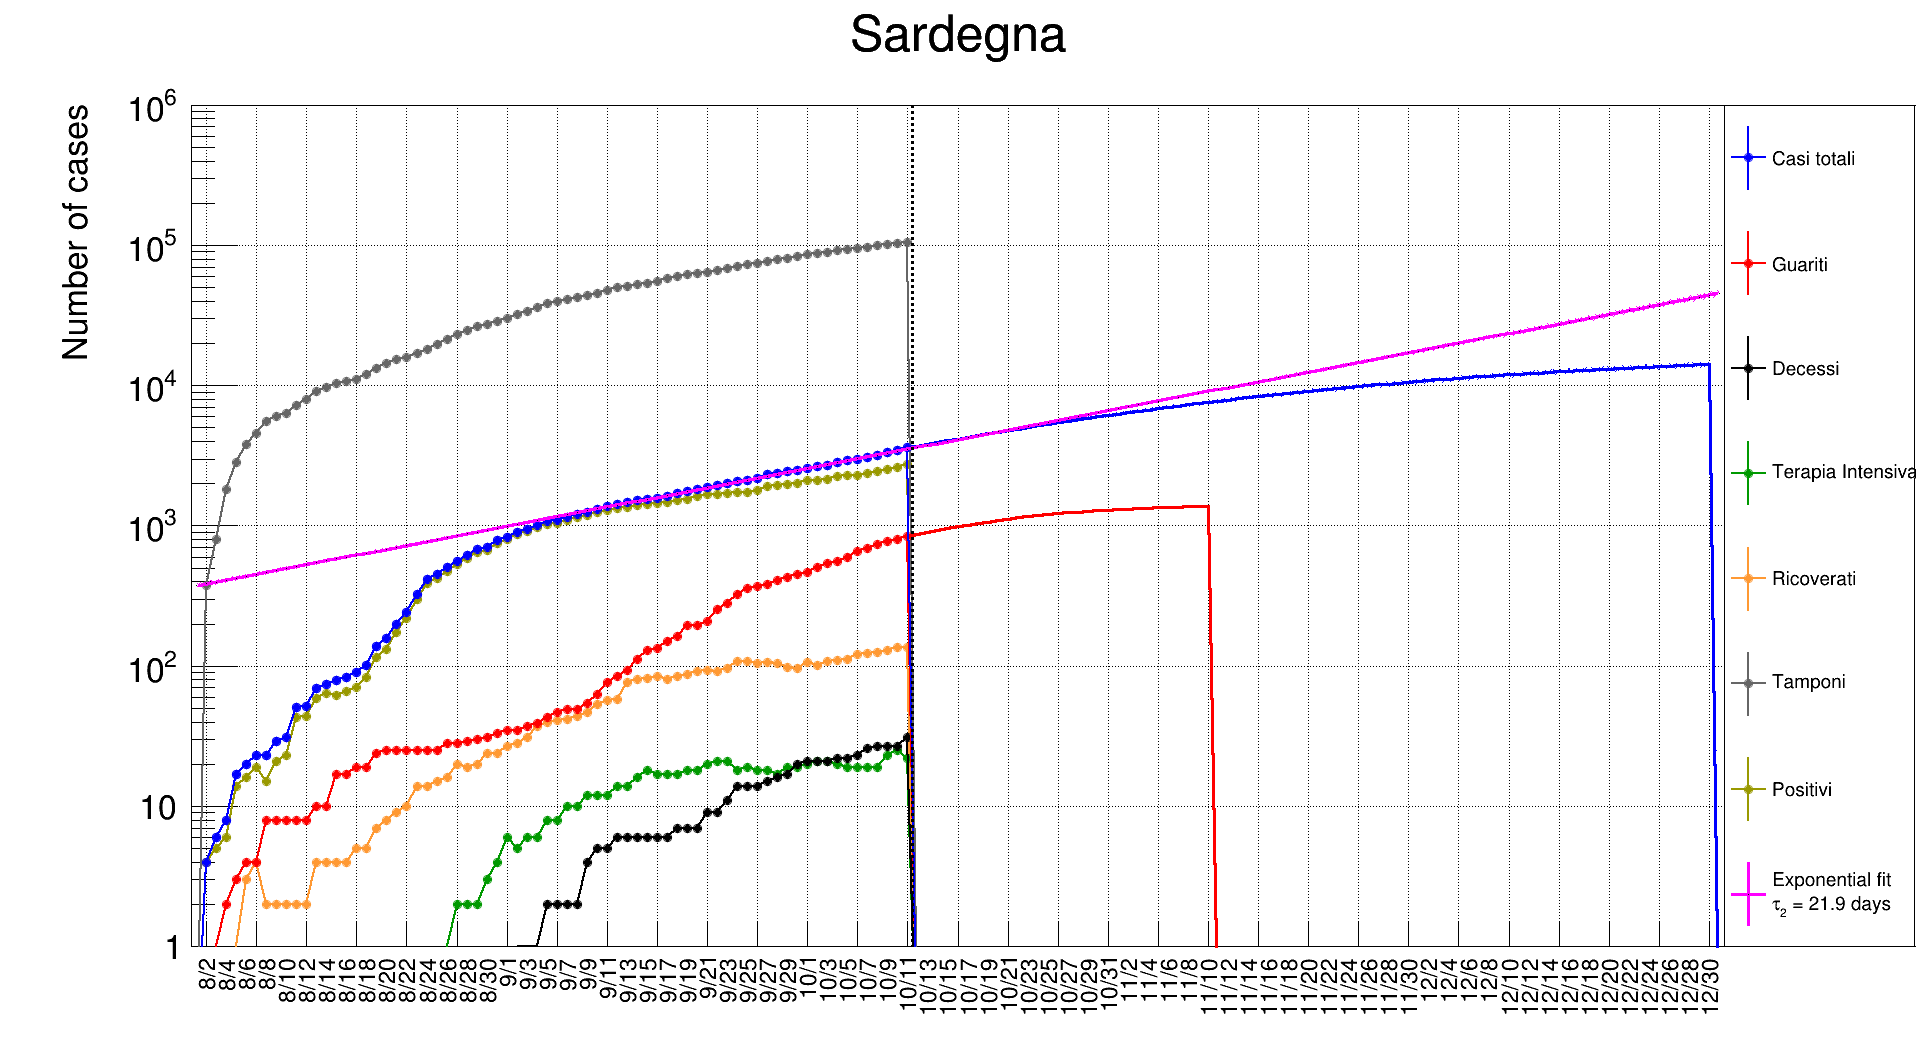 Sardegna
Number of cases
10^6
10^5
10^4
10^3
10^2
10
1
8/2 8/4 8/6 8/8 8/10 8/12 8/14 8/16 8/18 8/20 8/22 8/24 8/26 8/28 8/30 9/1 9/3 9/5 9/7 9/9 9/11 9/13 9/15 9/17 9/19 9/21 9/23 9/25 9/27 9/29 10/1 10/3 10/5 10/7 10/9 10/11 10/13 10/15 10/17 10/19 10/21 10/23 10/25 10/27 10/29 10/31 11/2 11/4 11/6 11/8 11/10 11/12 11/14 11/16 11/18 11/20 11/22 11/24 11/26 11/28 11/30 12/2 12/4 12/6 12/8 12/10 12/12 12/14 12/16 12/18 12/20 12/22 12/24 12/26 12/28 12/30
Casi totali
Guariti
Decessi
Terapia Intensiva
Ricoverati
Tamponi
Positivi
Exponential fit
τ₂ = 21.9 days